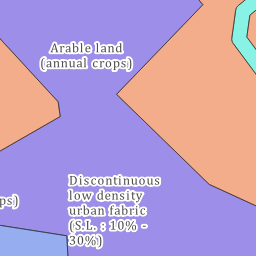 Arable land
(annual crops)
ps)
Discontinuous
low density
urban fabric
(S.L. : 10% -
30%)